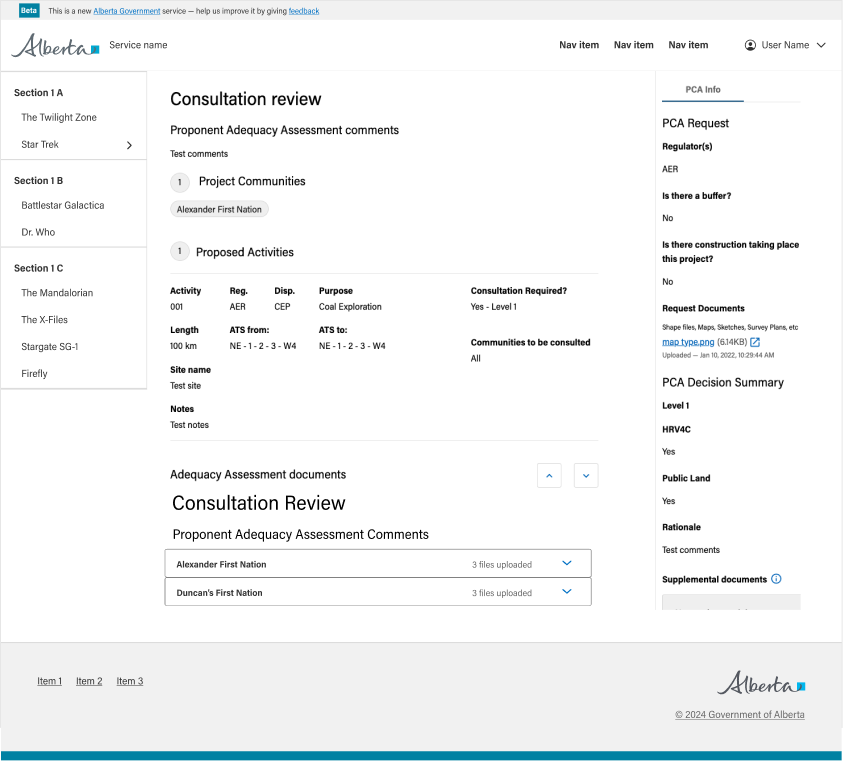 Beta This is a new Alberta Government service — help us improve it by giving feedback
Alberta Service name Nav item Nav item Nav item User Name
Section 1 A
The Twilight Zone
Star Trek
Section 1 B
Battlestar Galactica
Dr. Who
Section 1 C
The Mandalorian
The X-Files
Stargate SG-1
Firefly
Consultation review
Proponent Adequacy Assessment comments
Test comments
1 Project Communities
Alexander First Nation
1 Proposed Activities
Activity Reg. Disp. Purpose Consultation Required?
001 AER CEP Coal Exploration Yes - Level 1
Length ATS from: ATS to: Communities to be consulted
100 km NE - 1 - 2 - 3 - W4 NE - 1 - 2 - 3 - W4 All
Site name
Test site
Notes
Test notes
Adequacy Assessment documents
Consultation Review
Proponent Adequacy Assessment Comments
Alexander First Nation 3 files uploaded
Duncan's First Nation 3 files uploaded
PCA Info
PCA Request
Regulator(s)
AER
Is there a buffer?
No
Is there construction taking place
this project?
No
Request Documents
Shape files, Maps, Sketches, Survey Plans, etc
map type.png (6.14KB)
Uploaded — Jan 10, 2022, 10:29:44 AM
PCA Decision Summary
Level 1
HRV4C
Yes
Public Land
Yes
Rationale
Test comments
Supplemental documents
Item 1 Item 2 Item 3
Alberta
© 2024 Government of Alberta